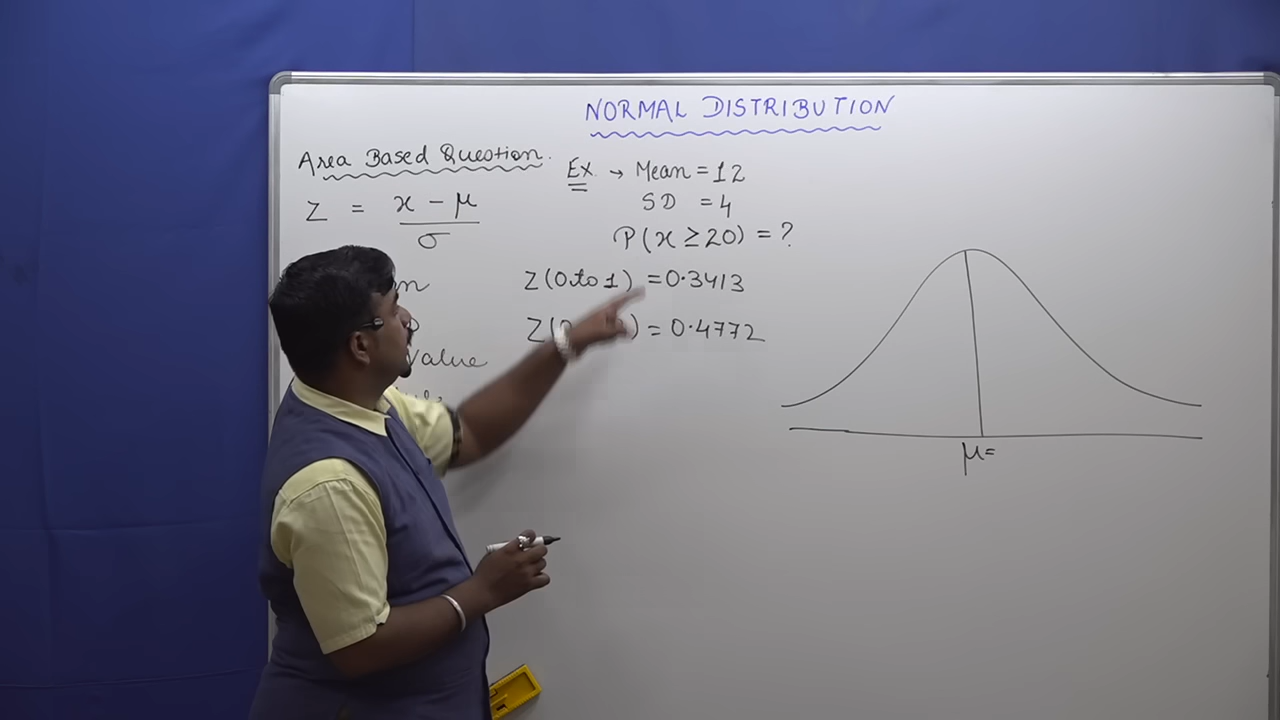 NORMAL DISTRIBUTION
Area Based Question.
Z = x - μ
σ
Value
Ex. → Mean = 12
SD = 4
P(x ≥ 20) = ?
Z(0 to 1) = 0.3413
Z(0 ) = 0.4772
μ=